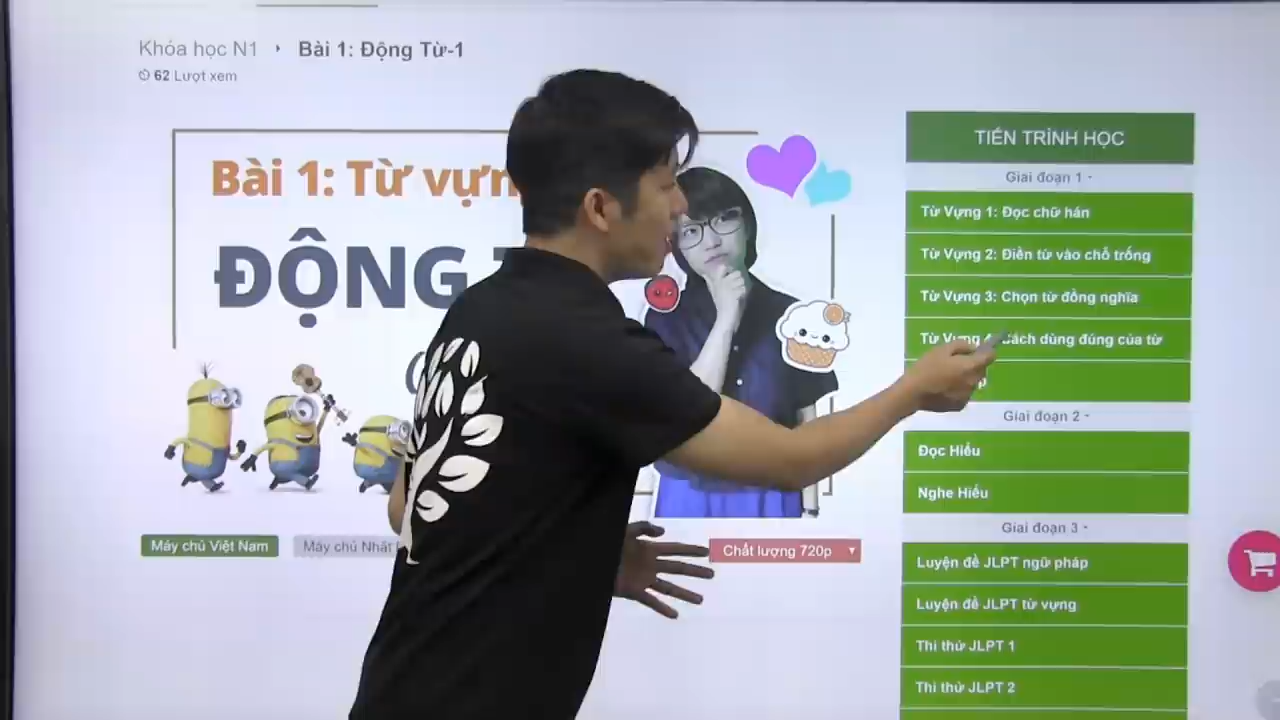 Khóa học N1 ‣ Bài 1: Động Từ-1
62 Lượt xem
Bài 1: Từ vựn
ĐỘNG
Máy chủ Việt Nam
Máy chủ Nhật
Chất lượng 720p
TIẾN TRÌNH HỌC
Giai đoạn 1
Từ Vựng 1: Đọc chữ hán
Từ Vựng 2: Điền từ vào chỗ trống
Từ Vựng 3: Chọn từ đồng nghĩa
Từ Vựng 4: Cách dùng đúng của từ
Giai đoạn 2
Đọc Hiểu
Nghe Hiểu
Giai đoạn 3
Luyện đề JLPT ngữ pháp
Luyện đề JLPT từ vựng
Thi thử JLPT 1
Thi thử JLPT 2